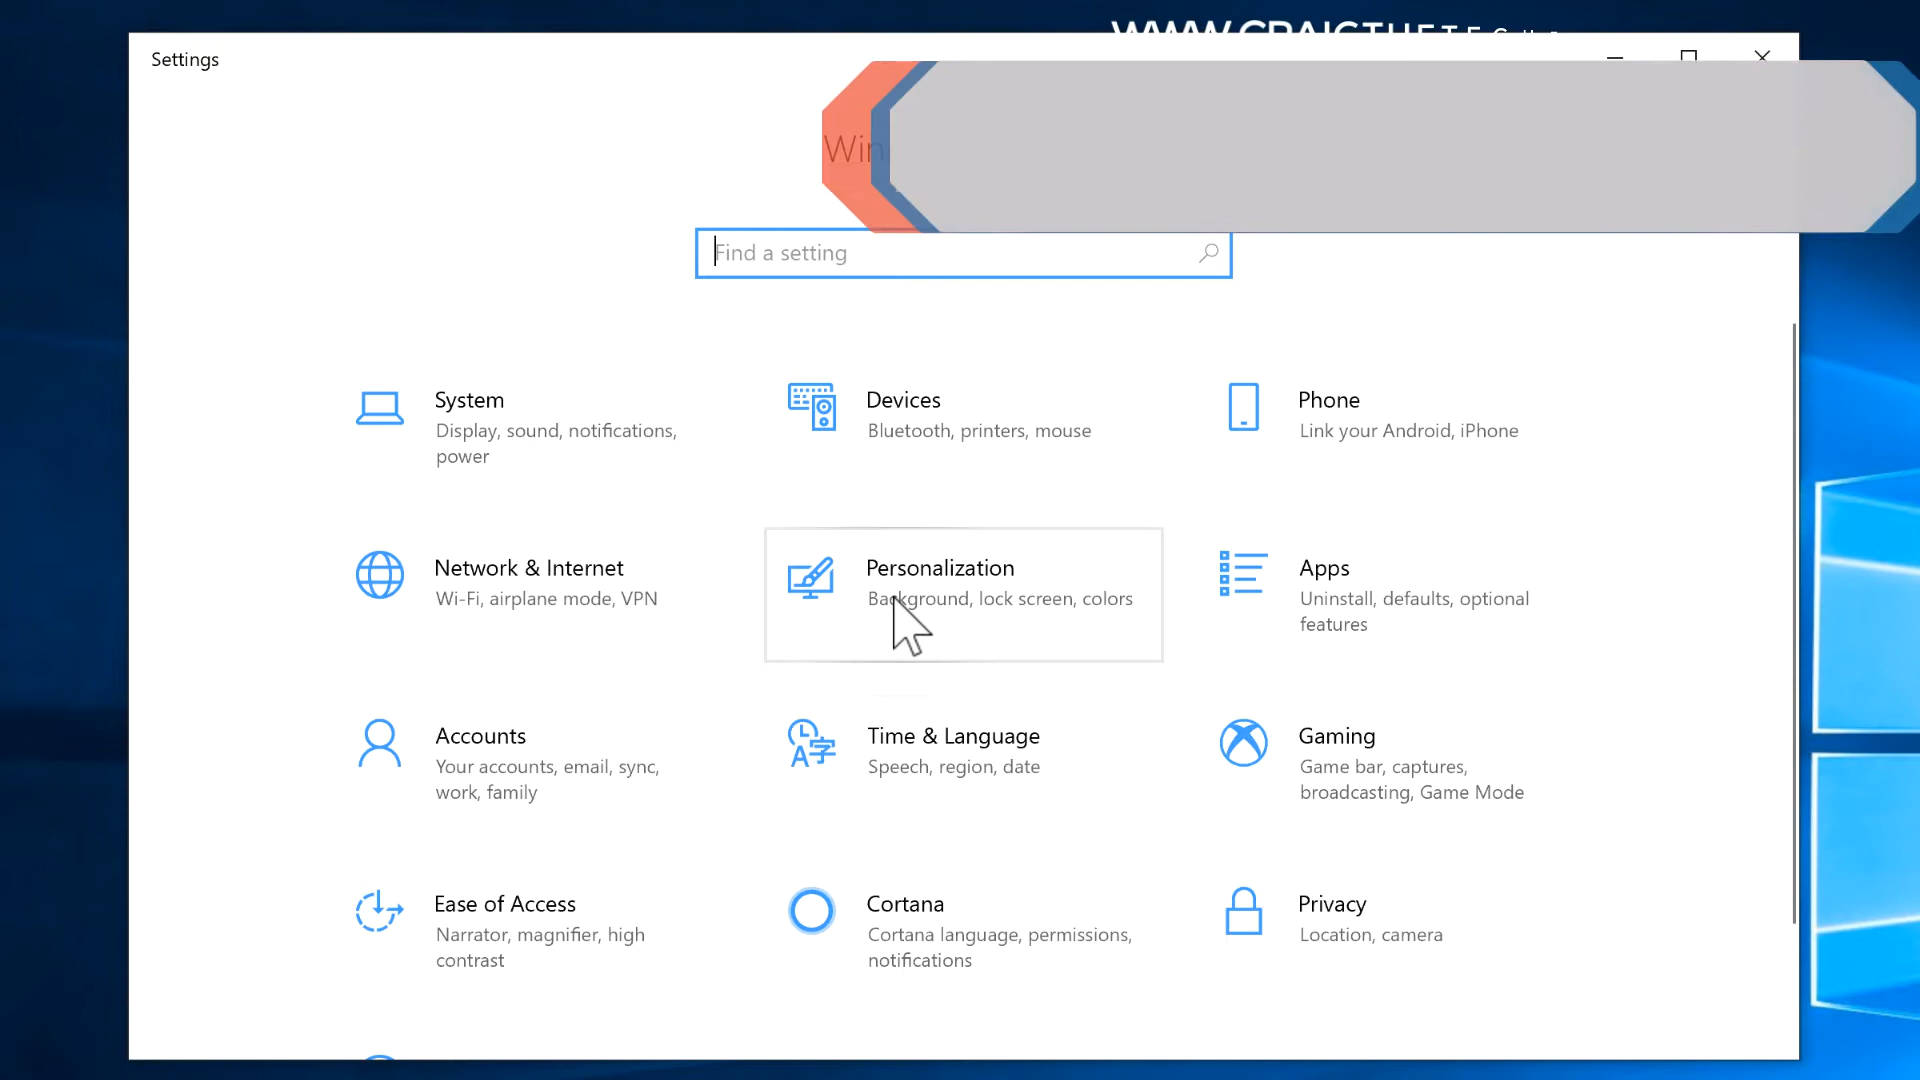 Settings
Find a setting
System
Display, sound, notifications,
power
Devices
Bluetooth, printers, mouse
Phone
Link your Android, iPhone
Network & Internet
Wi-Fi, airplane mode, VPN
Personalization
Background, lock screen, colors
Apps
Uninstall, defaults, optional
features
Accounts
Your accounts, email, sync,
work, family
Time & Language
Speech, region, date
Gaming
Game bar, captures,
broadcasting, Game Mode
Ease of Access
Narrator, magnifier, high
contrast
Cortana
Cortana language, permissions,
notifications
Privacy
Location, camera